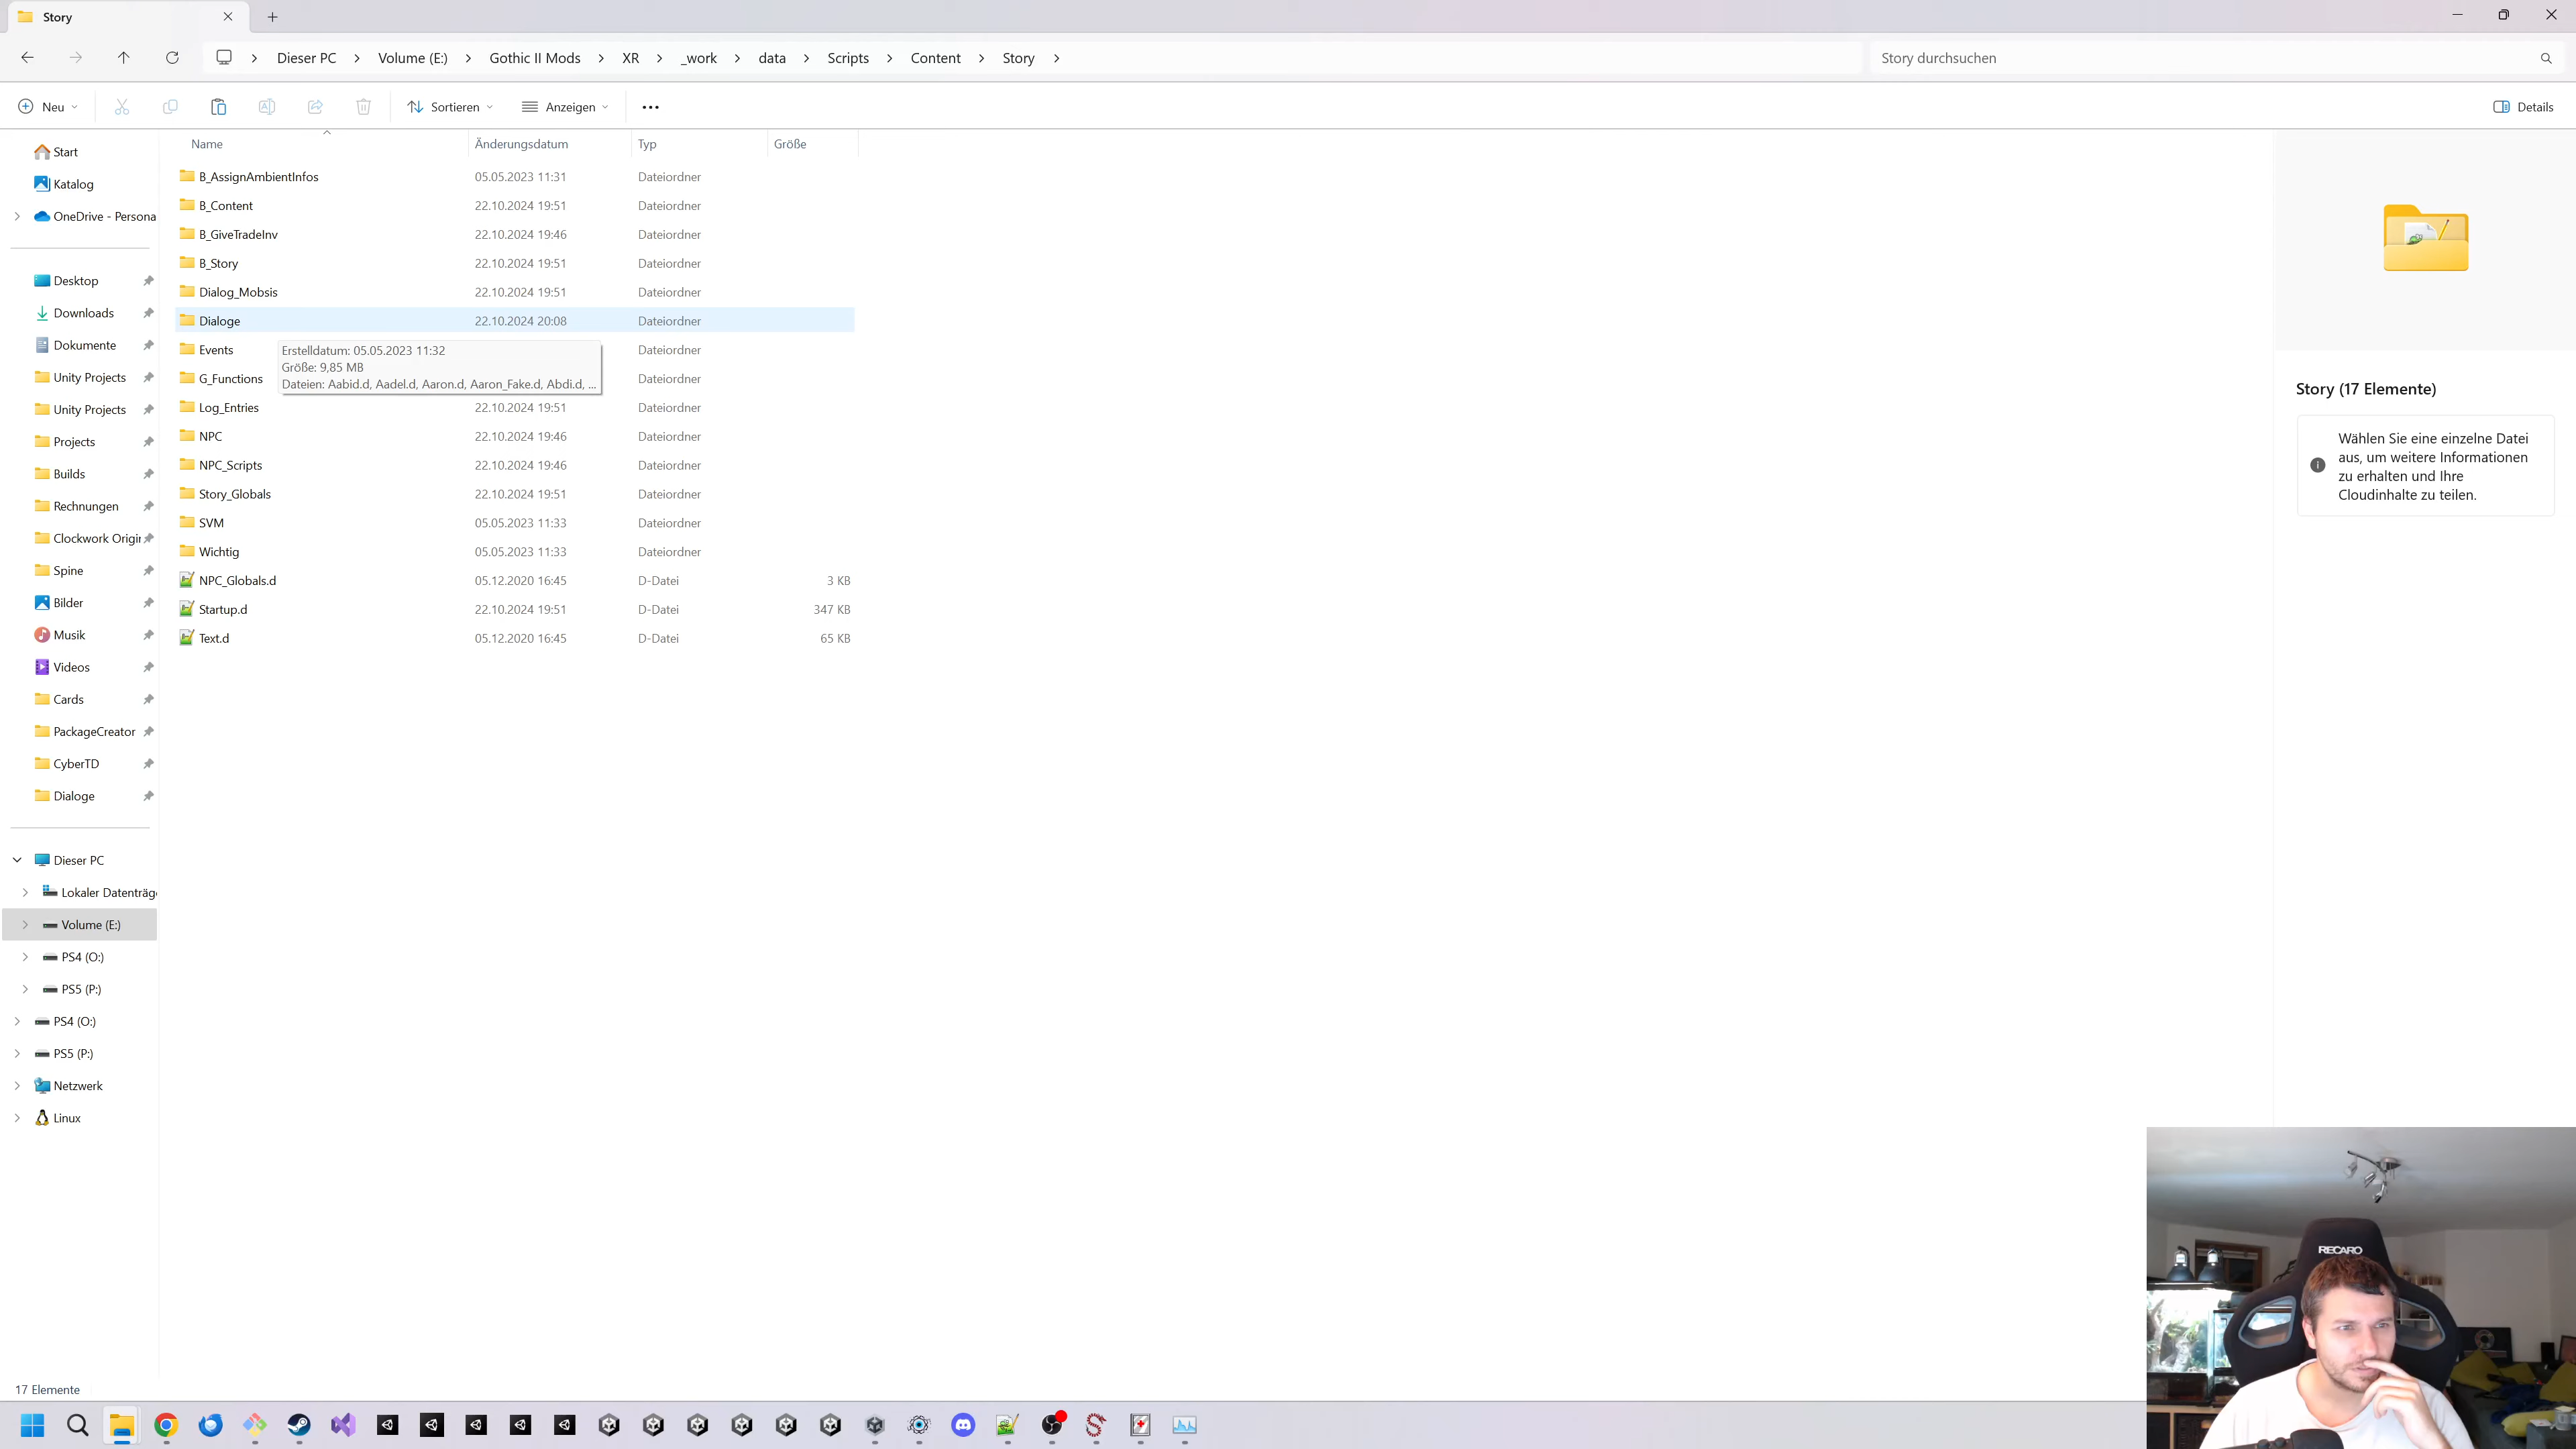 Story
Dieser PC
Volume (E:)
Gothic II Mods
XR
_work
data
Scripts
Content
Story
Story durchsuchen
Neu
Sortieren
Anzeigen
Details
Name
Änderungsdatum
Typ
Größe
B_AssignAmbientInfos 05.05.2023 11:31 Dateiordner
B_Content 22.10.2024 19:51 Dateiordner
B_GiveTradeInv 22.10.2024 19:46 Dateiordner
B_Story 22.10.2024 19:51 Dateiordner
Dialog_Mobsis 22.10.2024 19:51 Dateiordner
Dialoge 22.10.2024 20:08 Dateiordner
Events Dateiordner
G_Functions Dateiordner
Erstelldatum: 05.05.2023 11:32
Größe: 9,85 MB
Dateien: Aabid.d, Aadel.d, Aaron.d, Aaron_Fake.d, Abdi.d, ...
Log_Entries 22.10.2024 19:51 Dateiordner
NPC 22.10.2024 19:46 Dateiordner
NPC_Scripts 22.10.2024 19:46 Dateiordner
Story_Globals 22.10.2024 19:51 Dateiordner
SVM 05.05.2023 11:33 Dateiordner
Wichtig 05.05.2023 11:33 Dateiordner
NPC_Globals.d 05.12.2020 16:45 D-Datei 3 KB
Startup.d 22.10.2024 19:51 D-Datei 347 KB
Text.d 05.12.2020 16:45 D-Datei 65 KB
Start
Katalog
OneDrive - Persona
Desktop
Downloads
Dokumente
Unity Projects
Unity Projects
Projects
Builds
Rechnungen
Clockwork Origir
Spine
Bilder
Musik
Videos
Cards
PackageCreator
CyberTD
Dialoge
Dieser PC
Lokaler Datenträge
Volume (E:)
PS4 (O:)
PS5 (P:)
PS4 (O:)
PS5 (P:)
Netzwerk
Linux
17 Elemente
Story (17 Elemente)
Wählen Sie eine einzelne Datei
aus, um weitere Informationen
zu erhalten und Ihre
Cloudinhalte zu teilen.
RECARO